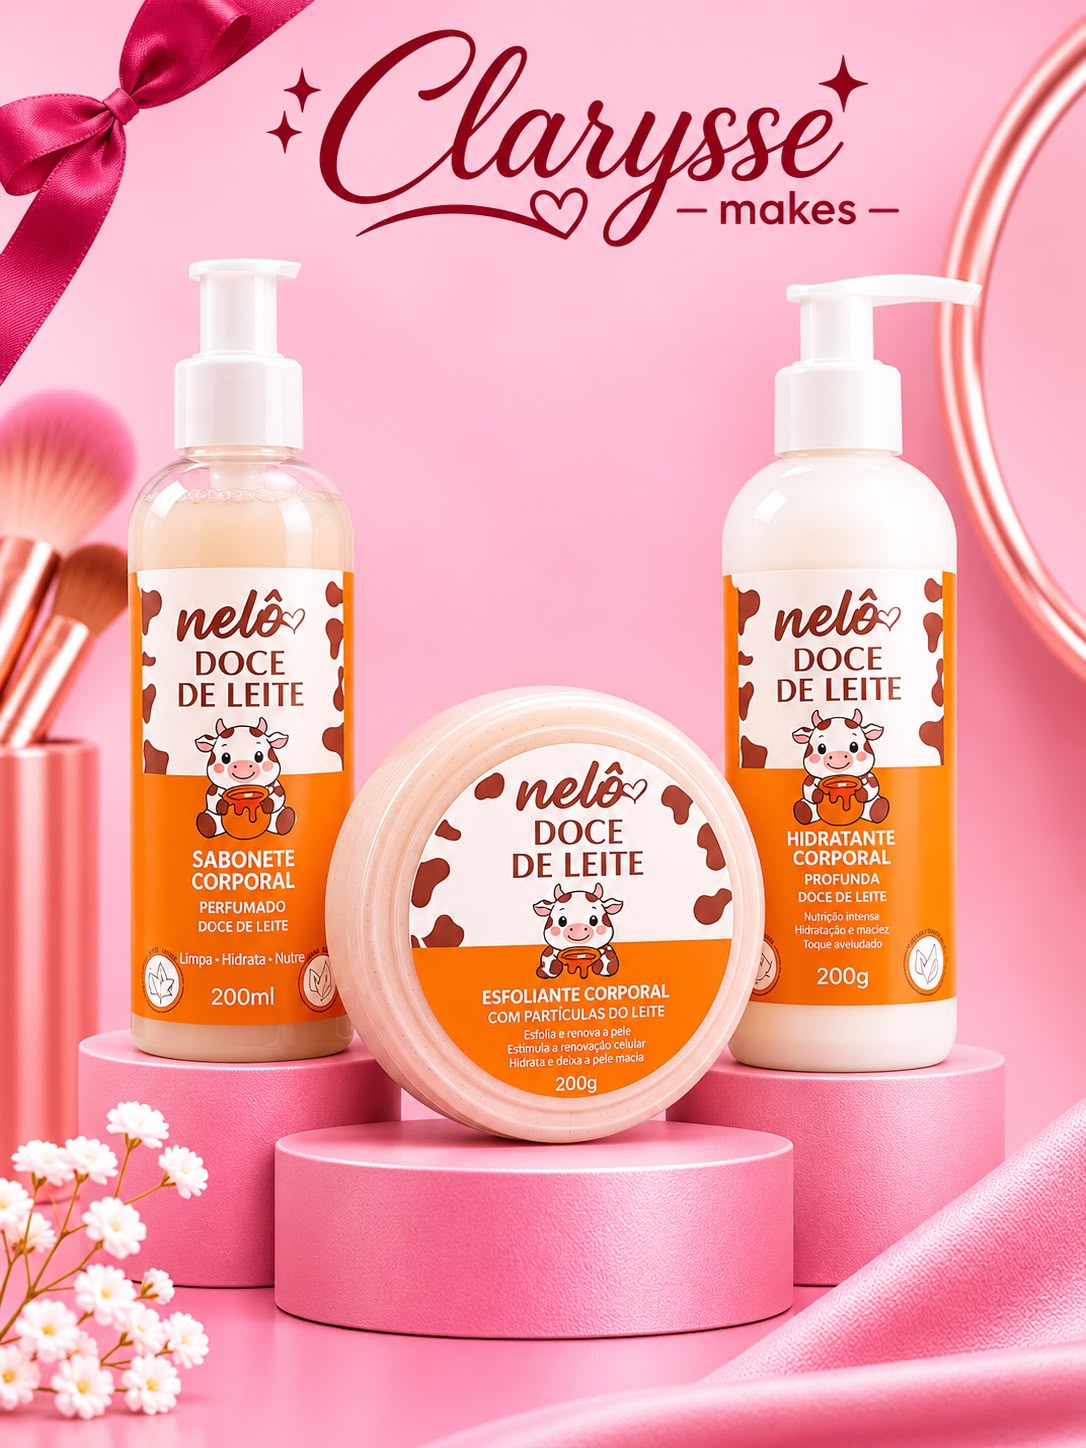 Clarysse
makes
nelô
DOCE
DE LEITE
SABONETE
CORPORAL
PERFUMADO
DOCE DE LEITE
Limpa • Hidrata • Nutre
200ml
nelô
DOCE
DE LEITE
ESFOLIANTE CORPORAL
COM PARTÍCULAS DO LEITE
Esfolia e renova a pele
Estimula a renovação celular
Hidrata e deixa a pele macia
200g
nelô
DOCE
DE LEITE
HIDRATANTE
CORPORAL
PROFUNDA
DOCE DE LEITE
Nutrição intensa
Hidratação e maciez
Toque aveludado
200g